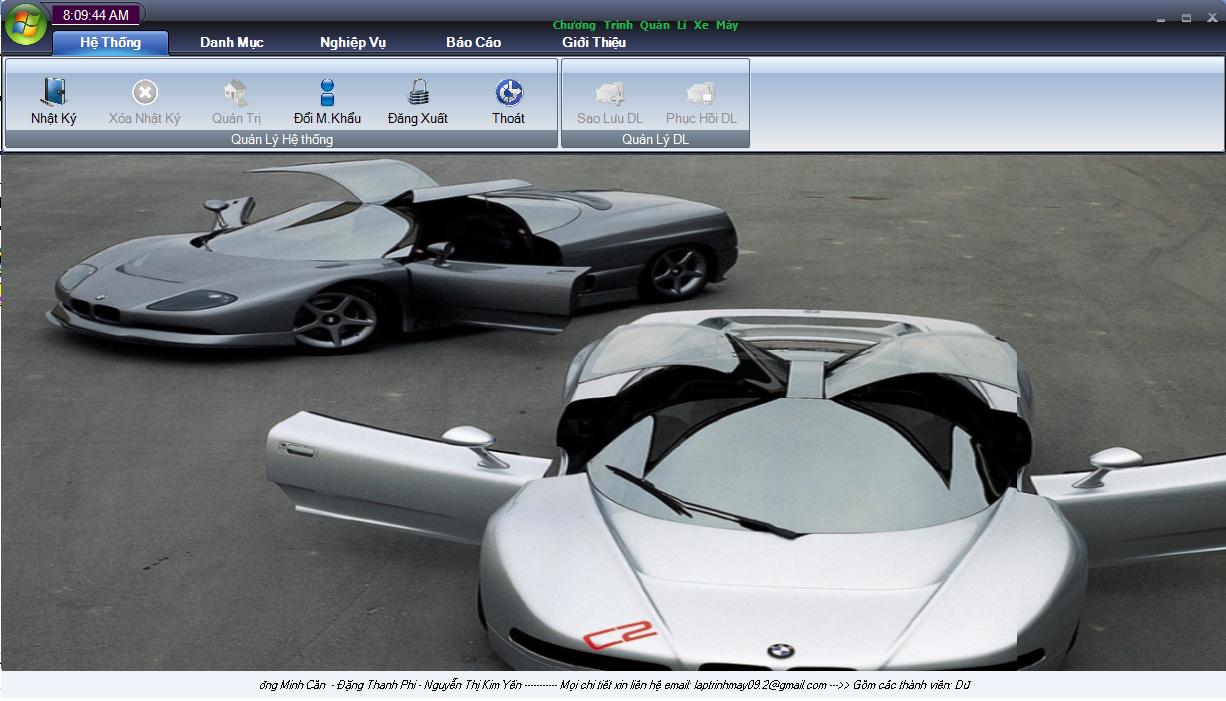 8:09:44 AM
Chương Trình Quản Lí Xe Máy
Hệ Thống Danh Mục Nghiệp Vụ Báo Cáo Giới Thiệu
Nhật Ký Xóa Nhật Ký Quản Trị Đổi M.Khẩu Đăng Xuất Thoát Sao Lưu DL Phục Hồi DL
Quản Lý Hệ thống Quản Lý DL
C2
ơng Minh Căn - Đặng Thanh Phi - Nguyễn Thị Kim Yến ----------- Mọi chi tiết xin liên hệ email: laptrinhmay09.2@gmail.com --->> Gồm các thành viên: Dư